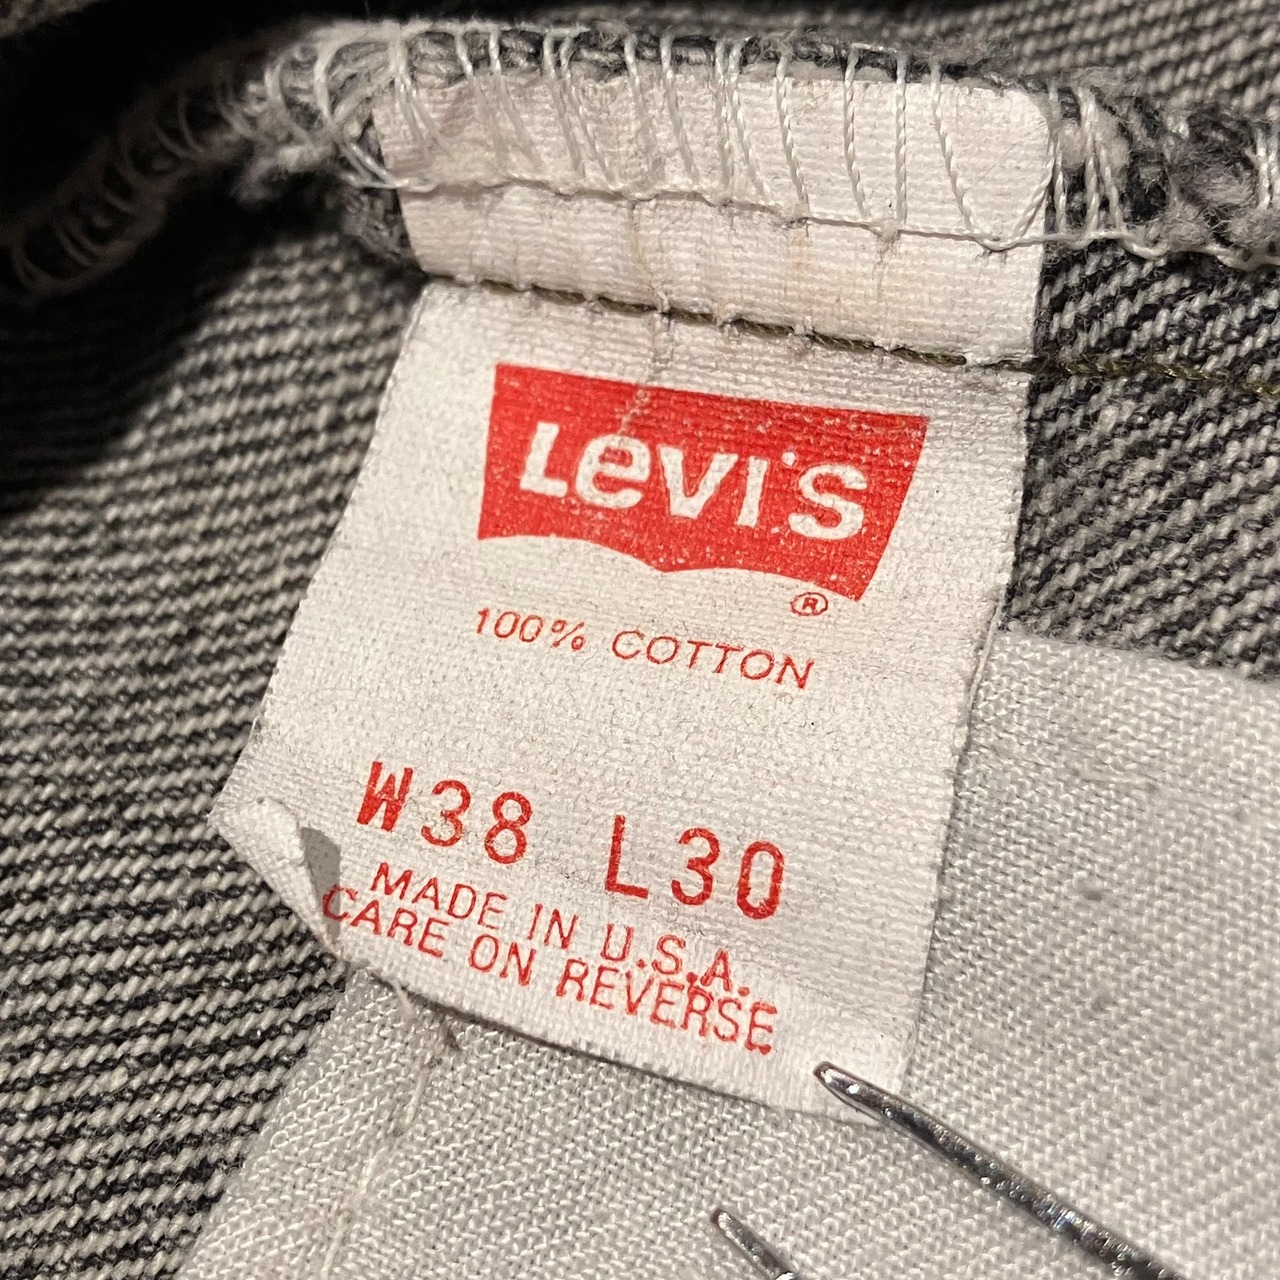 LEVI'S
®
100% COTTON
W38 L30
MADE IN U.S.A.
CARE ON REVERSE